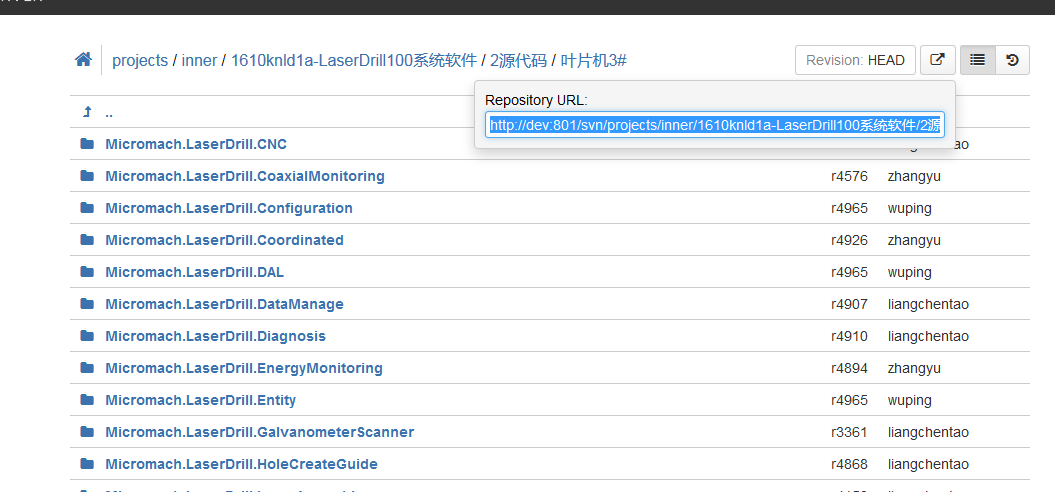 projects / inner / 1610knld1a-LaserDrill100系统软件 / 2源代码 / 叶片机3#
Revision: HEAD
Repository URL:
http://dev:801/svn/projects/inner/1610knld1a-LaserDrill100系统软件/2源
..
Micromach.LaserDrill.CNC
Micromach.LaserDrill.CoaxialMonitoring r4576 zhangyu
Micromach.LaserDrill.Configuration r4965 wuping
Micromach.LaserDrill.Coordinated r4926 zhangyu
Micromach.LaserDrill.DAL r4965 wuping
Micromach.LaserDrill.DataManage r4907 liangchentao
Micromach.LaserDrill.Diagnosis r4910 liangchentao
Micromach.LaserDrill.EnergyMonitoring r4894 zhangyu
Micromach.LaserDrill.Entity r4965 wuping
Micromach.LaserDrill.GalvanometerScanner r3361 liangchentao
Micromach.LaserDrill.HoleCreateGuide r4868 liangchentao